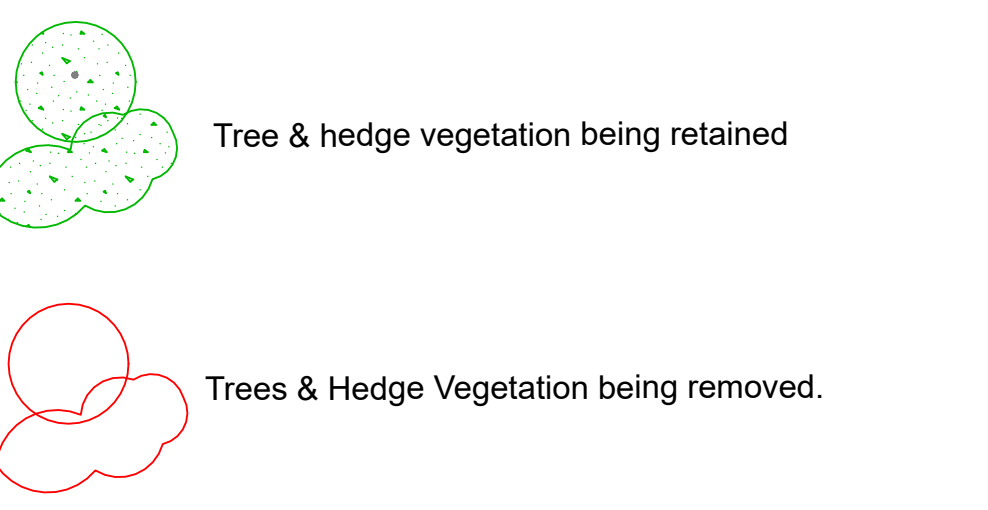 Tree & hedge vegetation being retained
Trees & Hedge Vegetation being removed.